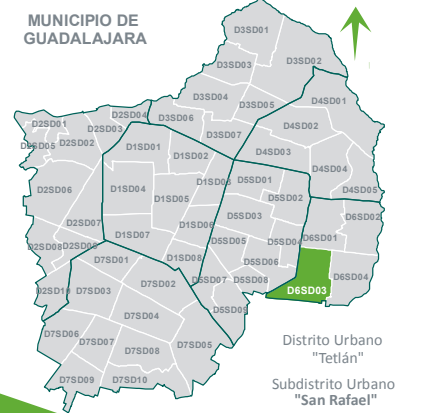 MUNICIPIO DE
GUADALAJARA
D3SD01
D3SD02
D3SD03
D3SD04
D3SD05
D3SD06
D3SD07
D4SD01
D4SD02
D4SD03
D4SD04
D4SD05
D2SD01
D2SD04
D2SD03
D2SD05
D2SD02
D2SD06
D2SD07
D2SD08
D2SD09
D2SD10
D1SD01
D1SD02
D1SD03
D1SD04
D1SD05
D1SD06
D1SD07
D1SD08
D5SD01
D5SD02
D5SD03
D5SD04
D5SD05
D5SD06
D5SD07
D5SD08
D5SD09
D6SD02
D6SD01
D6SD04
D6SD03
D7SD01
D7SD02
D7SD03
D7SD04
D7SD05
D7SD06
D7SD07
D7SD08
D7SD09
D7SD10
Distrito Urbano
"Tetlán"
Subdistrito Urbano
"San Rafael"